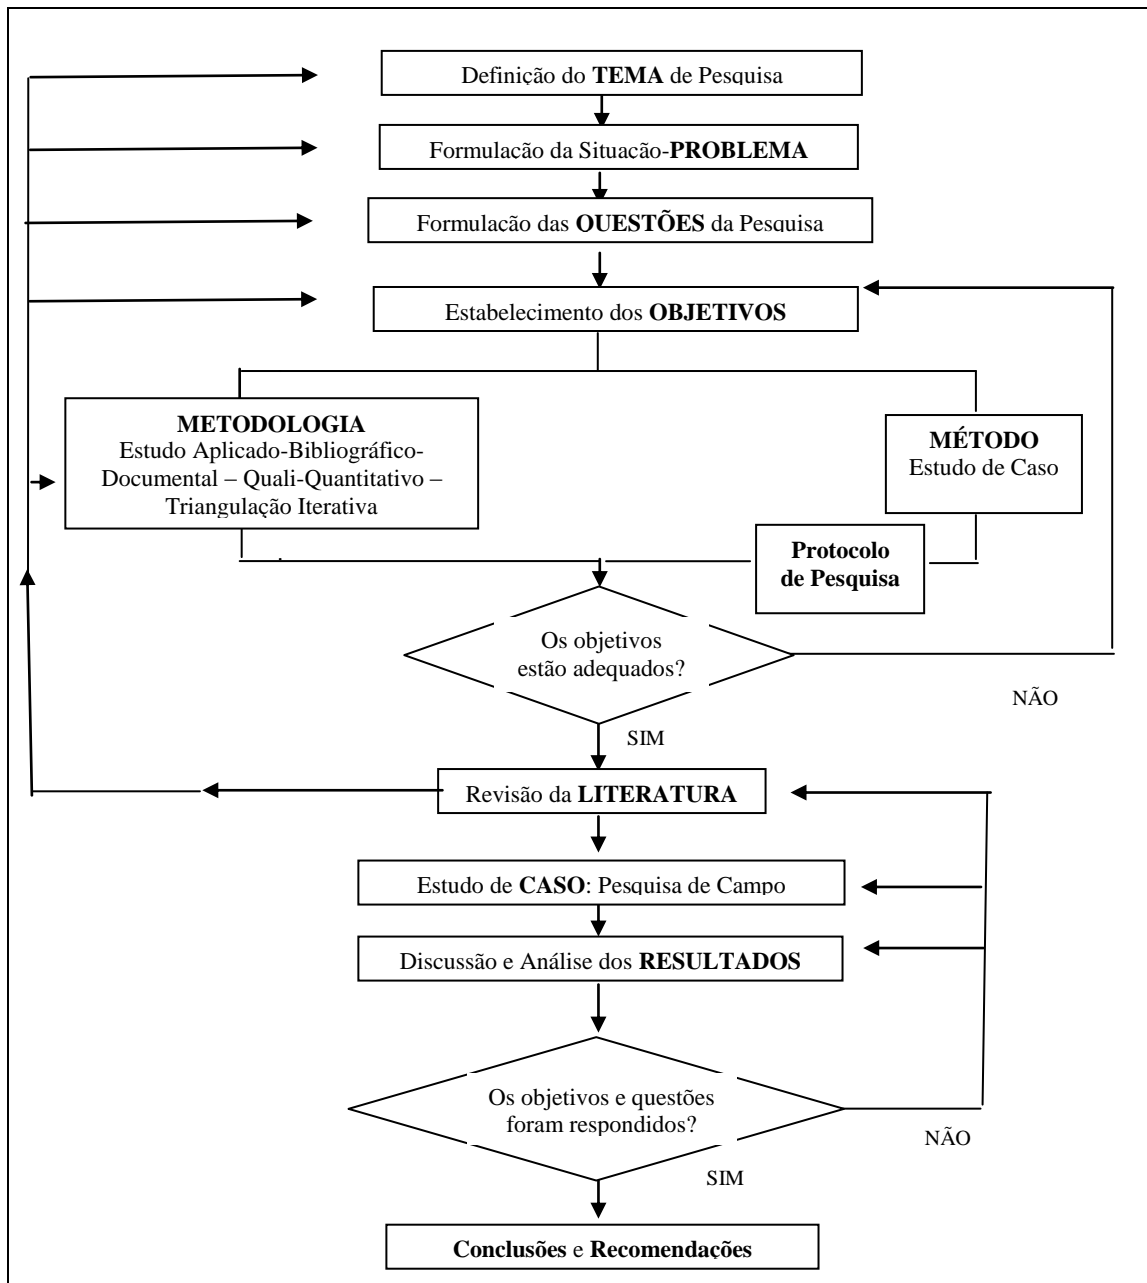 Definição do TEMA de Pesquisa
Formulação da Situação-PROBLEMA
Formulação das QUESTÕES da Pesquisa
Estabelecimento dos OBJETIVOS
METODOLOGIA
Estudo Aplicado-Bibliográfico-
Documental – Quali-Quantitativo –
Triangulação Iterativa
MÉTODO
Estudo de Caso
Protocolo
de Pesquisa
Os objetivos
estão adequados?
NÃO
SIM
Revisão da LITERATURA
Estudo de CASO: Pesquisa de Campo
Discussão e Análise dos RESULTADOS
Os objetivos e questões
foram respondidos?
NÃO
SIM
Conclusões e Recomendações